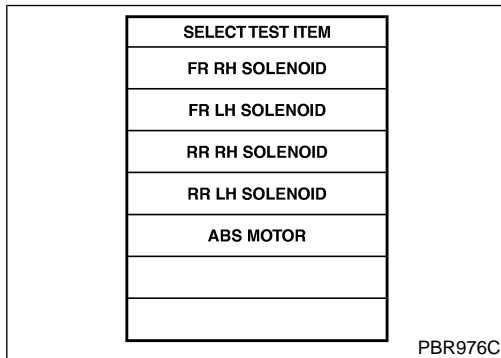 SELECT TEST ITEM
FR RH SOLENOID
FR LH SOLENOID
RR RH SOLENOID
RR LH SOLENOID
ABS MOTOR
PBR976C